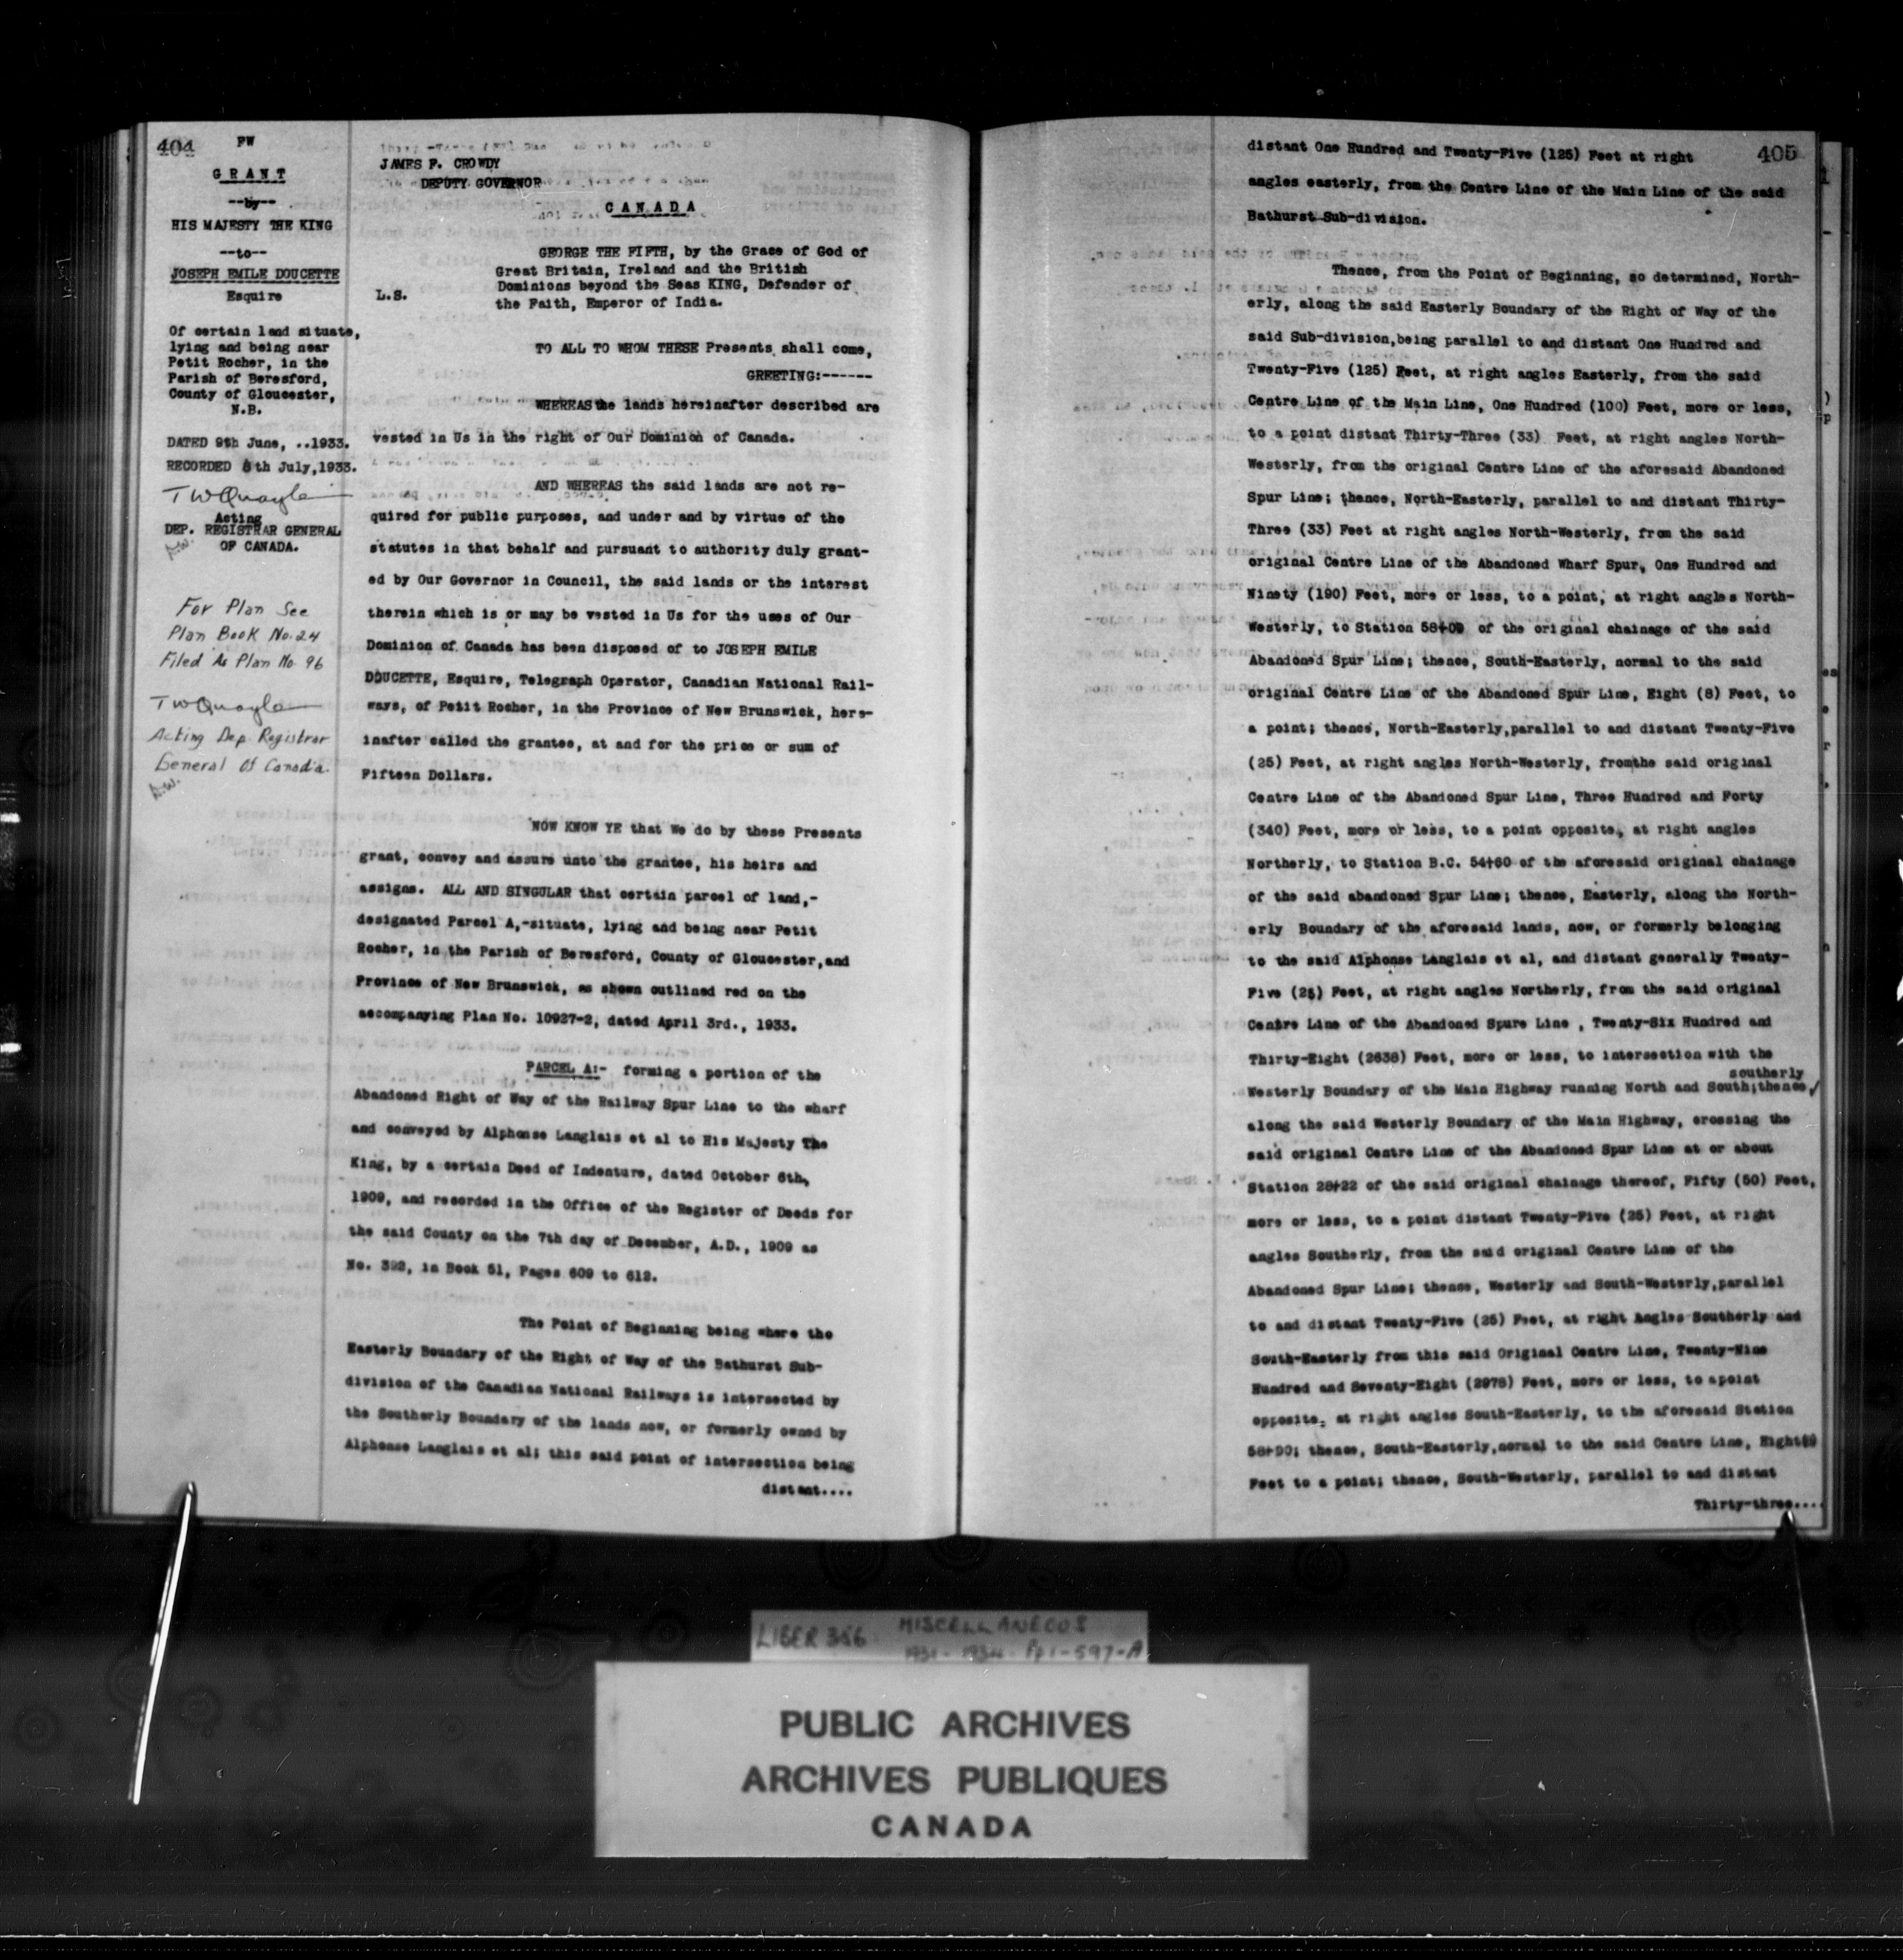 404
FW
GRANT
--by--
HIS MAJESTY THE KING
--to--
JOSEPH EMILE DOUCETTE
Esquire
Of certain land situate,
lying and being near
Petit Rocher, in the
Parish of Beresford,
County of Gloucester,
N.B.
DATED 9th June, ..1933.
RECORDED 8th July,1933.
TWQuayle
Acting
DEP. REGISTRAR GENERAL
OF CANADA.
A.W.
For Plan See
Plan Book No. 24
Filed As Plan No. 96
TWQuayle
Acting Dep. Registrar
General Of Canada.
A.W.
JAMES F. CROWDY
DEPUTY GOVERNOR
CANADA
GEORGE THE FIFTH, by the Grace of God of
Great Britain, Ireland and the British
Dominions beyond the Seas KING, Defender of
L.S.
the Faith, Emperor of India.
TO ALL TO WHOM THESE Presents shall come,
GREETING:------
WHEREAS the lands hereinafter described are
vested in Us in the right of Our Dominion of Canada.
AND WHEREAS the said lands are not re-
quired for public purposes, and under and by virtue of the
statutes in that behalf and pursuant to authority duly grant-
ed by Our Governor in Council, the said lands or the interest
therein which is or may be vested in Us for the uses of Our
Dominion of Canada has been disposed of to JOSEPH EMILE
DOUCETTE, Esquire, Telegraph Operator, Canadian National Rail-
ways, of Petit Rocher, in the Province of New Brunswick, here-
inafter called the grantee, at and for the price or sum of
Fifteen Dollars.
NOW KNOW YE that We do by these Presents
grant, convey and assure unto the grantee, his heirs and
assigns. ALL AND SINGULAR that certain parcel of land,-
designated Parcel A,-situate, lying and being near Petit
Rocher, in the Parish of Beresford, County of Gloucester,and
Province of New Brunswick, as shown outlined red on the
accompanying Plan No. 10927-2, dated April 3rd., 1933.
PARCEL A:- forming a portion of the
Abandoned Right of Way of the Railway Spur Line to the wharf
and conveyed by Alphonse Langlais et al to His Majesty The
King, by a certain Deed of Indenture, dated October 6th,
1909, and recorded in the Office of the Register of Deeds for
the said County on the 7th day of December, A.D., 1909 as
No. 322, in Book 51, Pages 609 to 612.
The Point of Beginning being where the
Easterly Boundary of the Right of Way of the Bathurst Sub-
division of the Canadian National Railways is intersected by
the Southerly Boundary of the lands now, or formerly owned by
Alphonse Langlais et al; this said point of intersection being
distant....
405
distant One Hundred and Twenty-Five (125) Feet at right
angles easterly, from the Centre Line of the Main Line of the said
Bathurst Sub-division.
Thence, from the Point of Beginning, so determined, North-
erly, along the said Easterly Boundary of the Right of Way of the
said Sub-division,being parallel to and distant One Hundred and
Twenty-Five (125) Feet, at right angles Easterly, from the said
Centre Line of the Main Line, One Hundred (100) Feet, more or less,
to a point distant Thirty-Three (33) Feet, at right angles North-
Westerly, from the original Centre Line of the aforesaid Abandoned
Spur Line; thence, North-Easterly, parallel to and distant Thirty-
Three (33) Feet at right angles North-Westerly, from the said
original Centre Line of the Abandoned Wharf Spur, One Hundred and
Ninety (190) Feet, more or less, to a point, at right angles North-
Westerly, to Station 58+00 of the original chainage of the said
Abandoned Spur Line; thence, South-Easterly, normal to the said
original Centre Line of the Abandoned Spur Line, Eight (8) Feet, to
a point; thence, North-Easterly,parallel to and distant Twenty-Five
(25) Feet, at right angles North-Westerly, fromthe said original
Centre Line of the Abandoned Spur Line, Three Hundred and Forty
(340) Feet, more or less, to a point opposite, at right angles
Northerly, to Station B.C. 54+60 of the aforesaid original chainage
of the said abandoned Spur Line; thence, Easterly, along the North-
erly Boundary of the aforesaid lands, now, or formerly belonging
to the said Alphonse Langlais et al, and distant generally Twenty-
Five (25) Feet, at right angles Northerly, from the said original
Centre Line of the Abandoned Spure Line , Twenty-Six Hundred and
Thirty-Eight (2638) Feet, more or less, to intersection with the
southerly
Westerly Boundary of the Main Highway running North and South;thence,
along the said Westerly Boundary of the Main Highway, crossing the
said original Centre Line of the Abandoned Spur Line at or about
Station 28+22 of the said original chainage thereof, Fifty (50) Feet,
more or less, to a point distant Twenty-Five (25) Feet, at right
angles Southerly, from the said original Centre Line of the
Abandoned Spur Line; thence, Westerly and South-Westerly,parallel
to and distant Twenty-Five (25) Feet, at right Angles Southerly and
South-Easterly from this said Original Centre Line, Twenty-Nine
Hundred and Seventy-Eight (2978) Feet, more or less, to apoint
opposite, at right angles South-Easterly, to the aforesaid Station
58+00; thence, South-Easterly,normal to the said Centre Line, Eight(8)
Feet to a point; thence, South-Westerly, parallel to and distant
Thirty-three....
LIBER 356 MISCELLANEOUS
1931-1934 Pp 1-597-A
PUBLIC ARCHIVES
ARCHIVES PUBLIQUES
CANADA